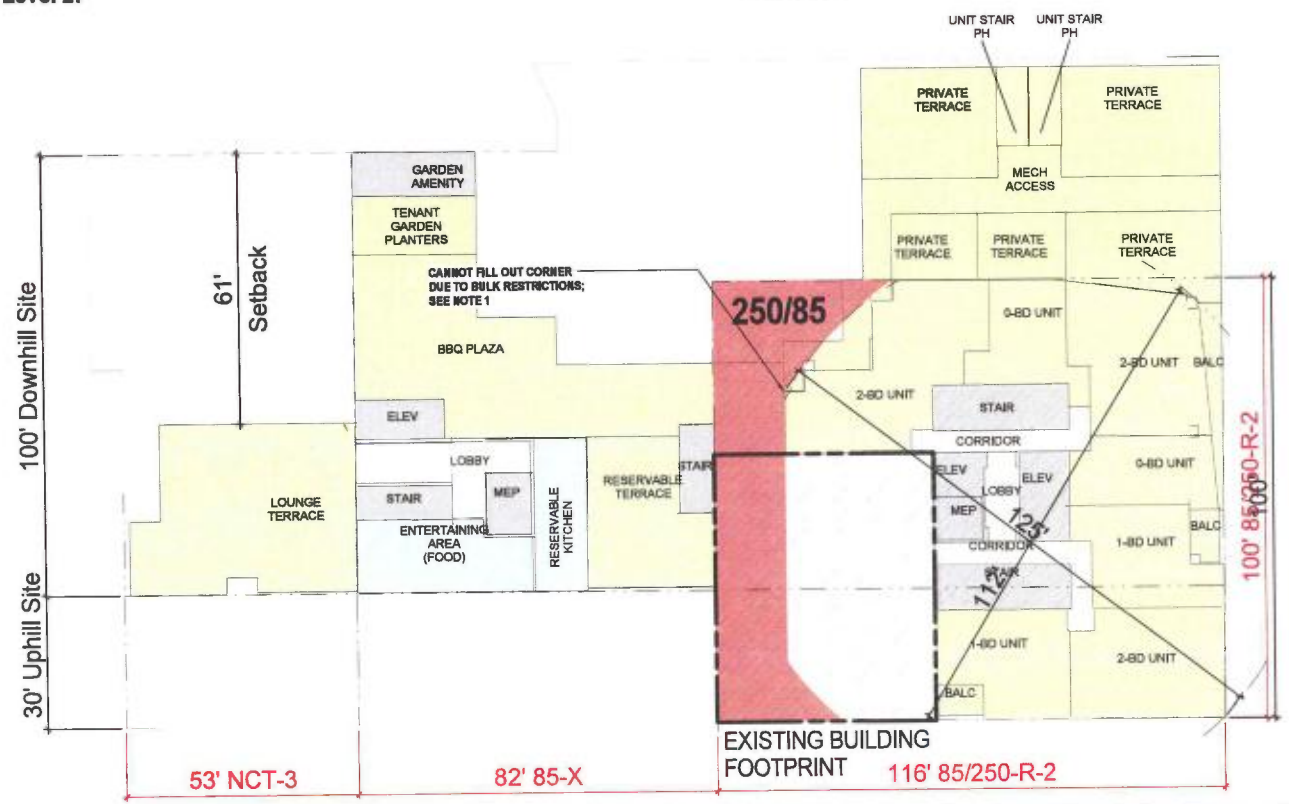 UNIT STAIR
PH
UNIT STAIR
PH
PRIVATE
TERRACE
PRIVATE
TERRACE
MECH
ACCESS
GARDEN
AMENITY
TENANT
GARDEN
PLANTERS
PRIVATE
TERRACE
PRIVATE
TERRACE
PRIVATE
TERRACE
CANNOT FILL OUT CORNER
DUE TO BULK RESTRICTIONS;
SEE NOTE 1
61'
Setback
100' Downhill Site
30' Uphill Site
250/85
0-BD UNIT
BBQ PLAZA
2-BD UNIT
BALC
2-BD UNIT
STAIR
ELEV
CORRIDOR
LOBBY
STAIR
ELEV
LOBBY
ELEV
0-BD UNIT
MEP
STAIR
RESERVABLE
TERRACE
LOUNGE
TERRACE
MEP
125'
BALC
ENTERTAINING
AREA
(FOOD)
RESERVABLE
KITCHEN
1-BD UNIT
CORRIDOR
STAIR
112'
100'
100' 85/250-R-2
1-BD UNIT
2-BD UNIT
BALC
EXISTING BUILDING
FOOTPRINT
53' NCT-3
82' 85-X
116' 85/250-R-2